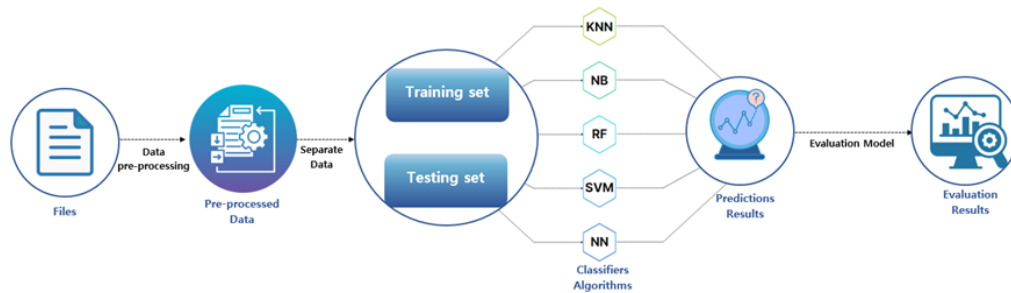 Files
Data
pre-processing
Pre-processed
Data
Separate
Data
Training set
Testing set
KNN
NB
RF
SVM
NN
Classifiers
Algorithms
?
Predictions
Results
Evaluation Model
Evaluation
Results